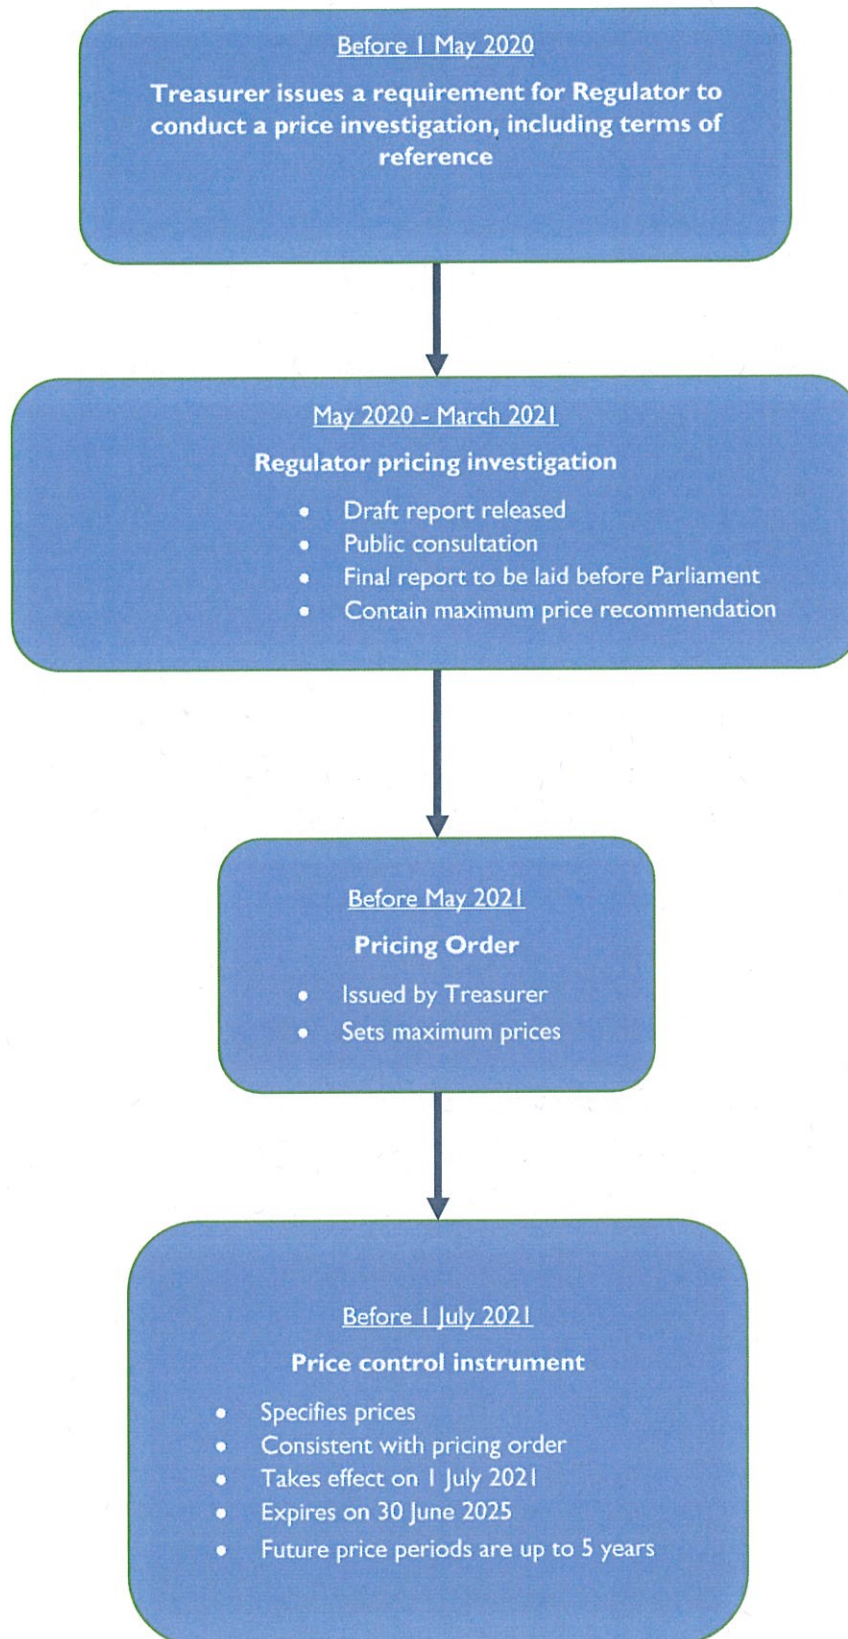 Before 1 May 2020
Treasurer issues a requirement for Regulator to
conduct a price investigation, including terms of
reference
May 2020 - March 2021
Regulator pricing investigation
• Draft report released
• Public consultation
• Final report to be laid before Parliament
• Contain maximum price recommendation
Before May 2021
Pricing Order
• Issued by Treasurer
• Sets maximum prices
Before 1 July 2021
Price control instrument
• Specifies prices
• Consistent with pricing order
• Takes effect on 1 July 2021
• Expires on 30 June 2025
• Future price periods are up to 5 years